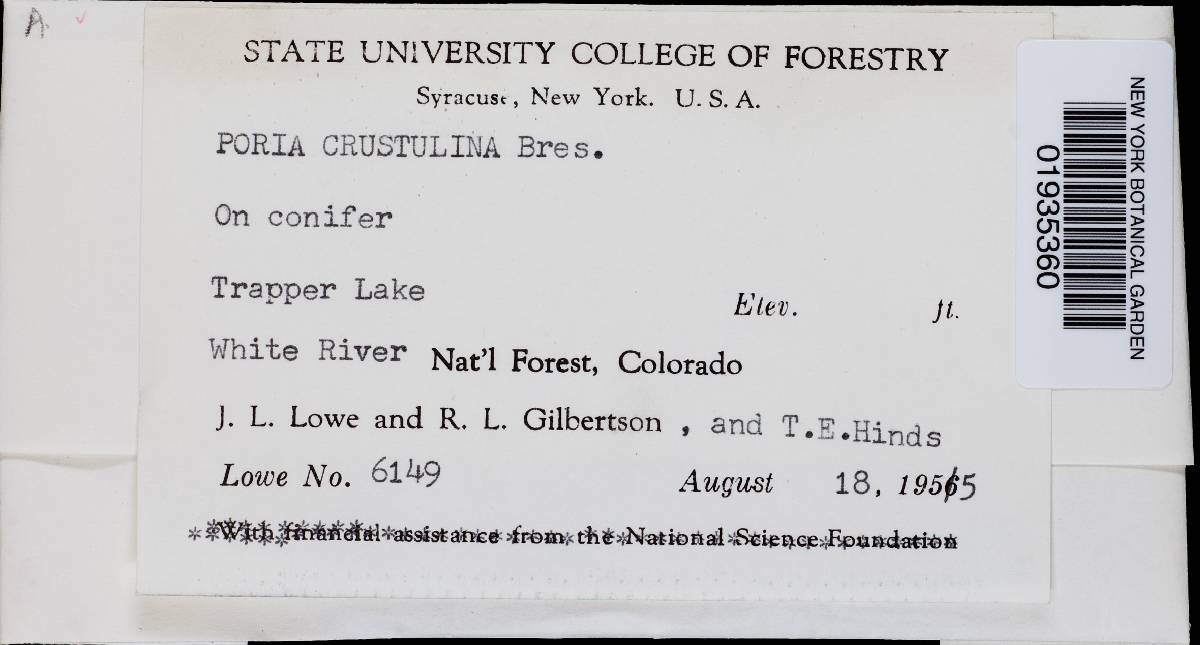 A
STATE UNIVERSITY COLLEGE OF FORESTRY
Syracuse, New York. U. S. A.
PORIA CRUSTULINA Bres.
On conifer
Trapper Lake
Elev. ft.
White River Nat'l Forest, Colorado
J. L. Lowe and R. L. Gilbertson , and T.E.Hinds
Lowe No. 6149 August 18, 1955
With financial assistance from the National Science Foundation
NEW YORK BOTANICAL GARDEN
01935360